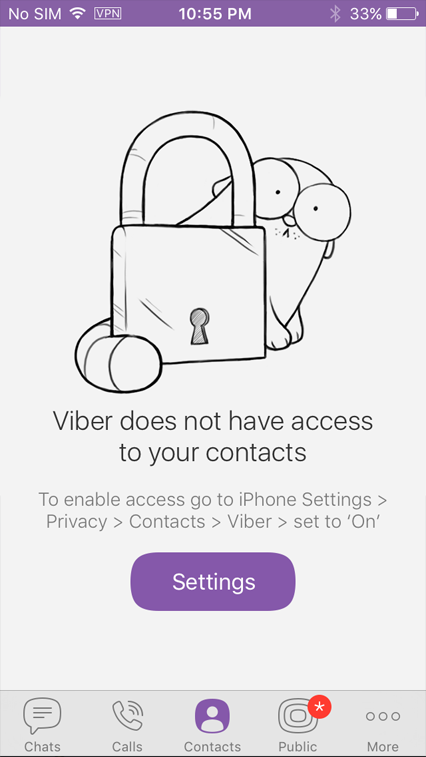 No SIM VPN 10:55 PM 33%
Viber does not have access
to your contacts
To enable access go to iPhone Settings >
Privacy > Contacts > Viber > set to ‘On’
Settings
Chats Calls Contacts Public * More